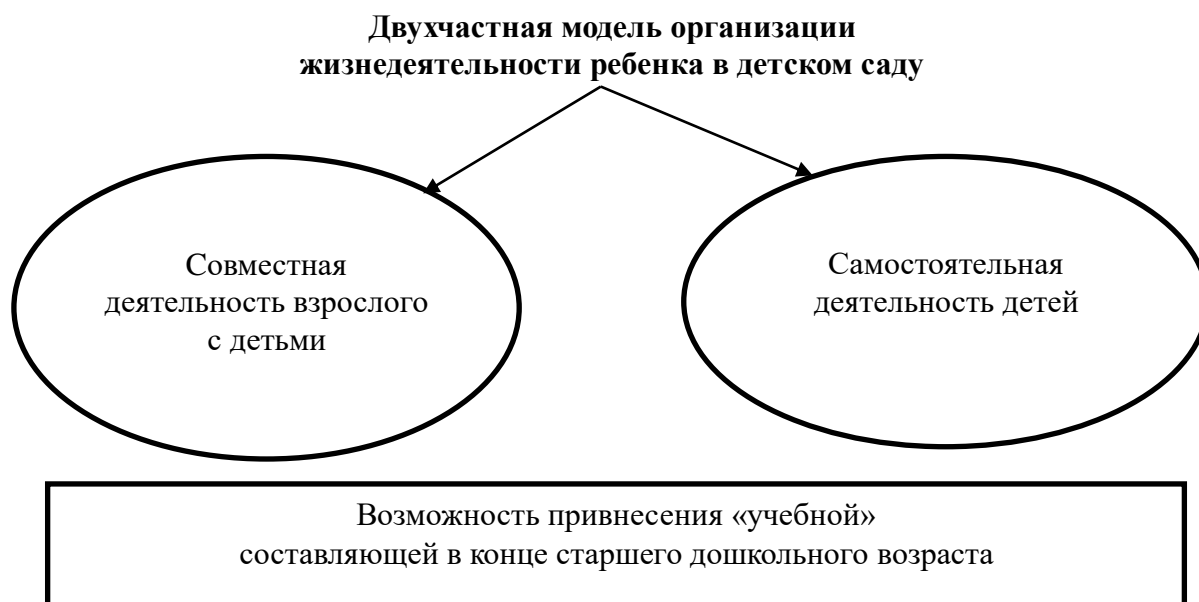 Двухчастная модель организации
жизнедеятельности ребенка в детском саду
Совместная
деятельность взрослого
с детьми
Самостоятельная
деятельность детей
Возможность привнесения «учебной»
составляющей в конце старшего дошкольного возраста